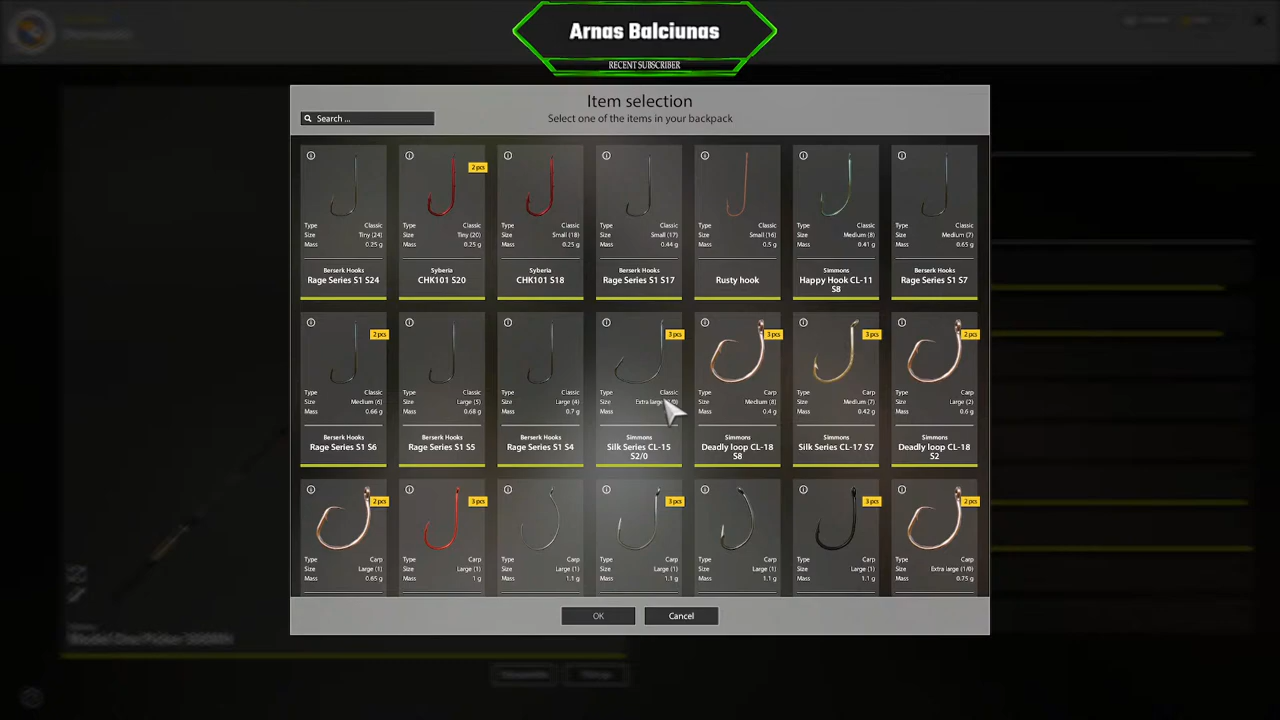 Arnas Balciunas
RECENT SUBSCRIBER
Item selection
Search ...
Select one of the items in your backpack
2 pcs
Type Classic
Size Tiny (24)
Mass 0.25 g
Berserk Hooks
Rage Series S1 S24
Type Classic
Size Tiny (20)
Mass 0.25 g
Syberia
CHK101 S20
Type Classic
Size Small (18)
Mass 0.25 g
Syberia
CHK101 S18
Type Classic
Size Small (17)
Mass 0.44 g
Berserk Hooks
Rage Series S1 S17
Type Classic
Size Small (16)
Mass 0.5 g
Rusty hook
Type Classic
Size Medium (8)
Mass 0.41 g
Simmons
Happy Hook CL-11
S8
Type Classic
Size Medium (7)
Mass 0.65 g
Berserk Hooks
Rage Series S1 S7
2 pcs
Type Classic
Size Medium (6)
Mass 0.66 g
Berserk Hooks
Rage Series S1 S6
Type Classic
Size Large (5)
Mass 0.68 g
Berserk Hooks
Rage Series S1 S5
Type Classic
Size Large (4)
Mass 0.7 g
Berserk Hooks
Rage Series S1 S4
3 pcs
Type Classic
Size Extra large
Mass
Simmons
Silk Series CL-15
S2/0
3 pcs
Type Carp
Size Medium (8)
Mass 0.4 g
Simmons
Deadly loop CL-18
S8
3 pcs
Type Carp
Size Medium (7)
Mass 0.42 g
Simmons
Silk Series CL-17 S7
2 pcs
Type Carp
Size Large (2)
Mass 0.6 g
Simmons
Deadly loop CL-18
S2
2 pcs
Type Carp
Size Large (1)
Mass 0.65 g
3 pcs
Type Carp
Size Large (1)
Mass 1 g
Type Carp
Size Large (1)
Mass 1.1 g
3 pcs
Type Carp
Size Large (1)
Mass 1.1 g
Type Carp
Size Large (1)
Mass 1.1 g
3 pcs
Type Carp
Size Large (1)
Mass 1.1 g
2 pcs
Type Carp
Size Extra large (1/0)
Mass 0.75 g
OK
Cancel